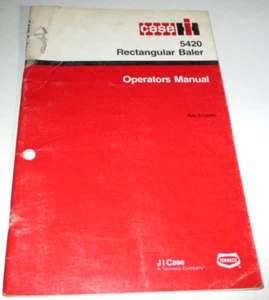 case IH
5420
Rectangular Baler
Operators Manual
J I Case
A Tenneco Company
TENNECO